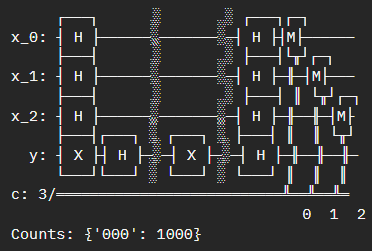 x_0: H H M
x_1: H H M
x_2: H H M
y: X H X H
c: 3/
0 1 2
Counts: {'000': 1000}